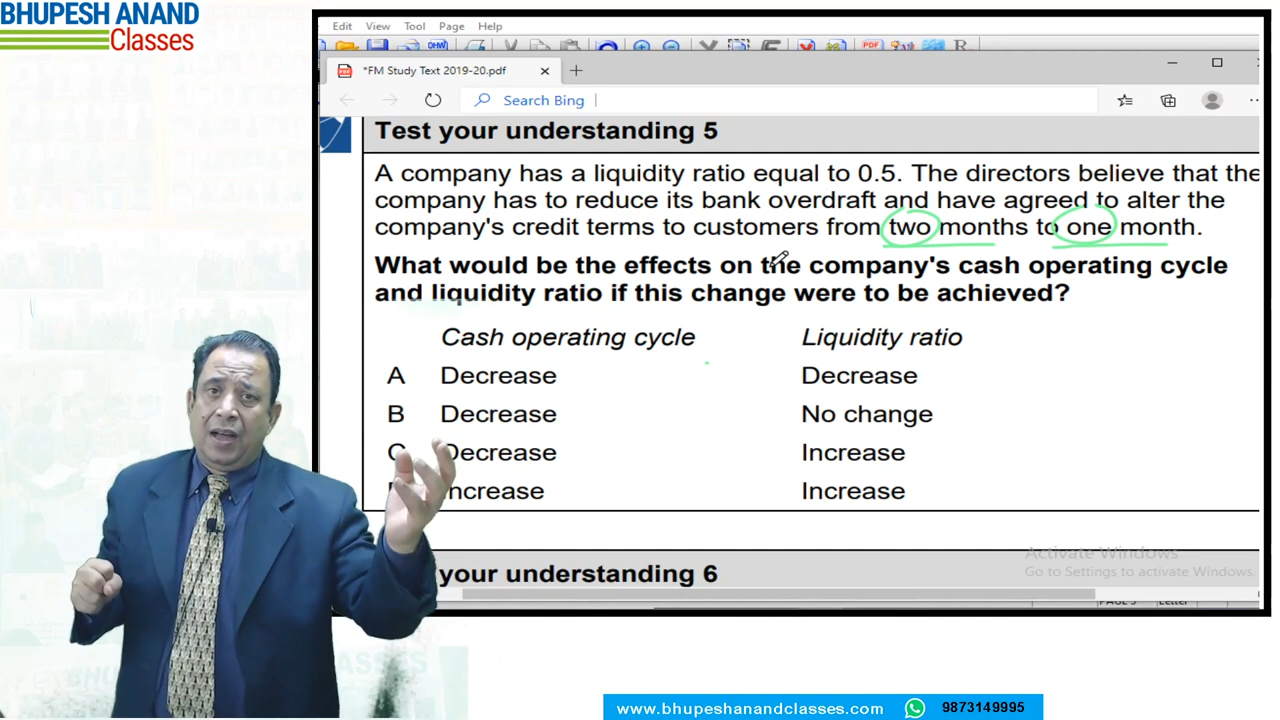 BHUPESH ANAND
Classes
Edit View Tool Page Help
*FM Study Text 2019-20.pdf
Search Bing
Test your understanding 5
A company has a liquidity ratio equal to 0.5. The directors believe that the
company has to reduce its bank overdraft and have agreed to alter the
company's credit terms to customers from two months to one month.
What would be the effects on the company's cash operating cycle
and liquidity ratio if this change were to be achieved?
Cash operating cycle Liquidity ratio
A Decrease Decrease
B Decrease No change
C Decrease Increase
Increase Increase
your understanding 6
Activate Windows
Go to Settings to activate Windows.
www.bhupeshanandclasses.com 9873149995